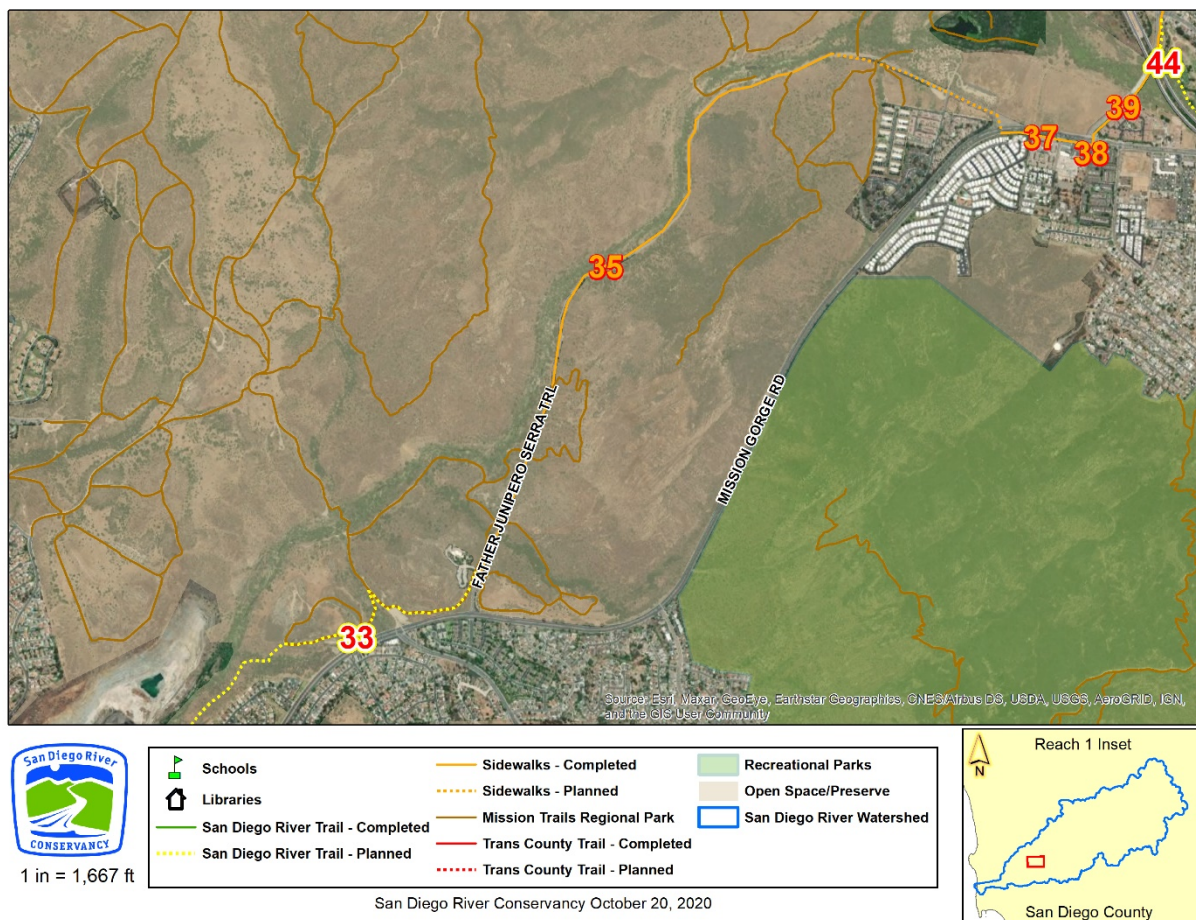 44
39
37
38
35
FATHER JUNIPERO SERRA TRL
MISSION GORGE RD
33
Source: Esri, Maxar, GeoEye, Earthstar Geographics, CNES/Airbus DS, USDA, USGS, AeroGRID, IGN,
and the GIS User Community
San Diego River
CONSERVANCY
1 in = 1,667 ft
Schools
Libraries
San Diego River Trail - Completed
San Diego River Trail - Planned
Sidewalks - Completed
Sidewalks - Planned
Mission Trails Regional Park
Trans County Trail - Completed
Trans County Trail - Planned
Recreational Parks
Open Space/Preserve
San Diego River Watershed
Reach 1 Inset
N
San Diego County
San Diego River Conservancy October 20, 2020